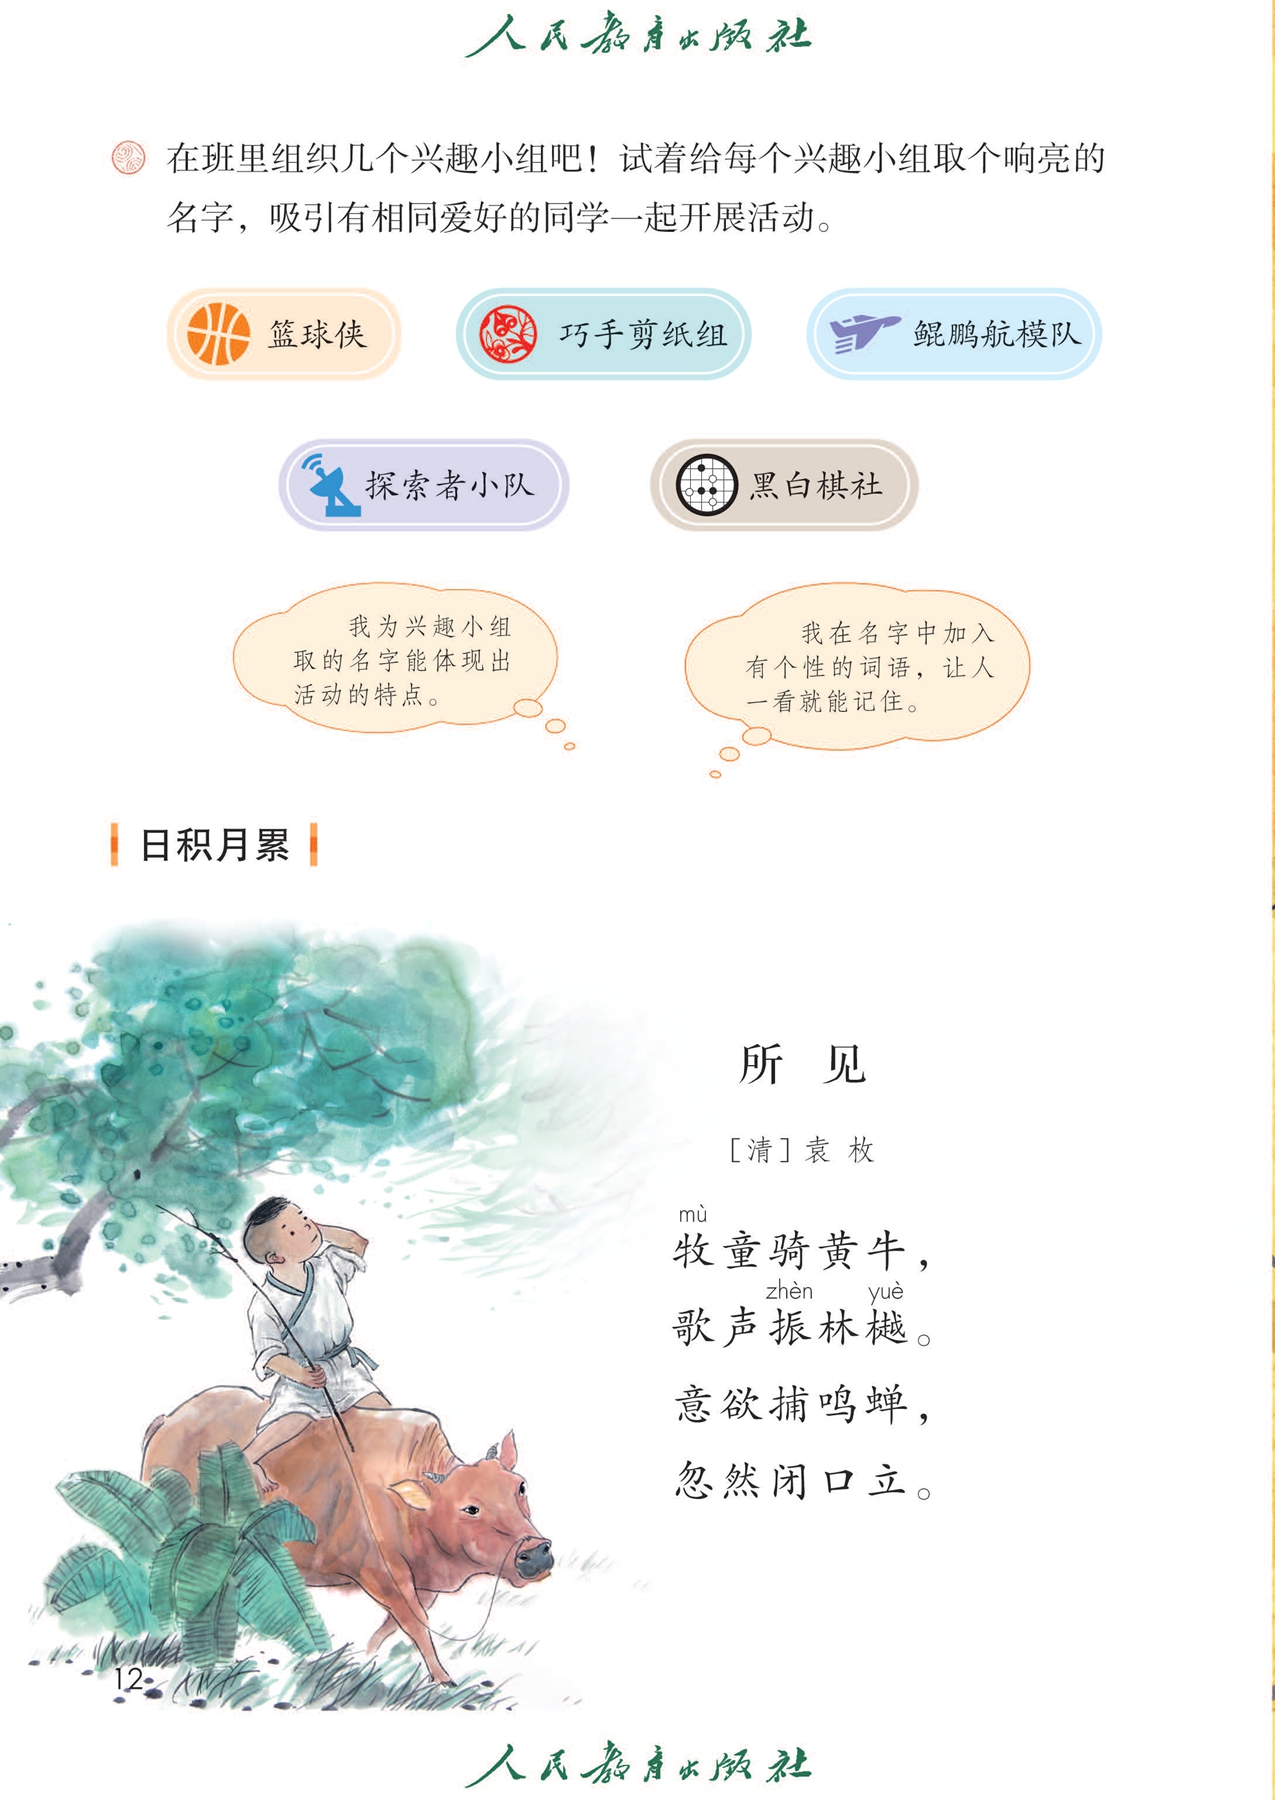 人民教育出版社
在班里组织几个兴趣小组吧！试着给每个兴趣小组取个响亮的
名字，吸引有相同爱好的同学一起开展活动。
篮球侠
巧手剪纸组
鲲鹏航模队
探索者小队
黑白棋社
我为兴趣小组
取的名字能体现出
活动的特点。
我在名字中加入
有个性的词语，让人
一看就能记住。
日积月累
所 见
［清］袁 枚
mù
牧童骑黄牛，
zhèn yuè
歌声振林樾。
意欲捕鸣蝉，
忽然闭口立。
12
人民教育出版社